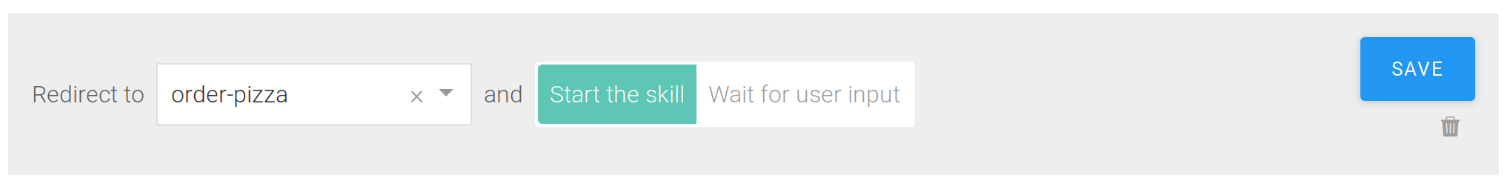 Redirect to order-pizza and Start the skill Wait for user input SAVE